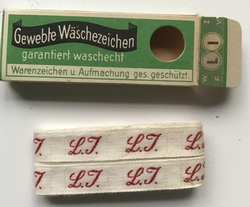 Gewebte Wäschezeichen
garantiert waschecht
Warenzeichen u. Aufmachung ges. geschützt.
L.J. L.J. L.J.
L.J. L.J. L.J.